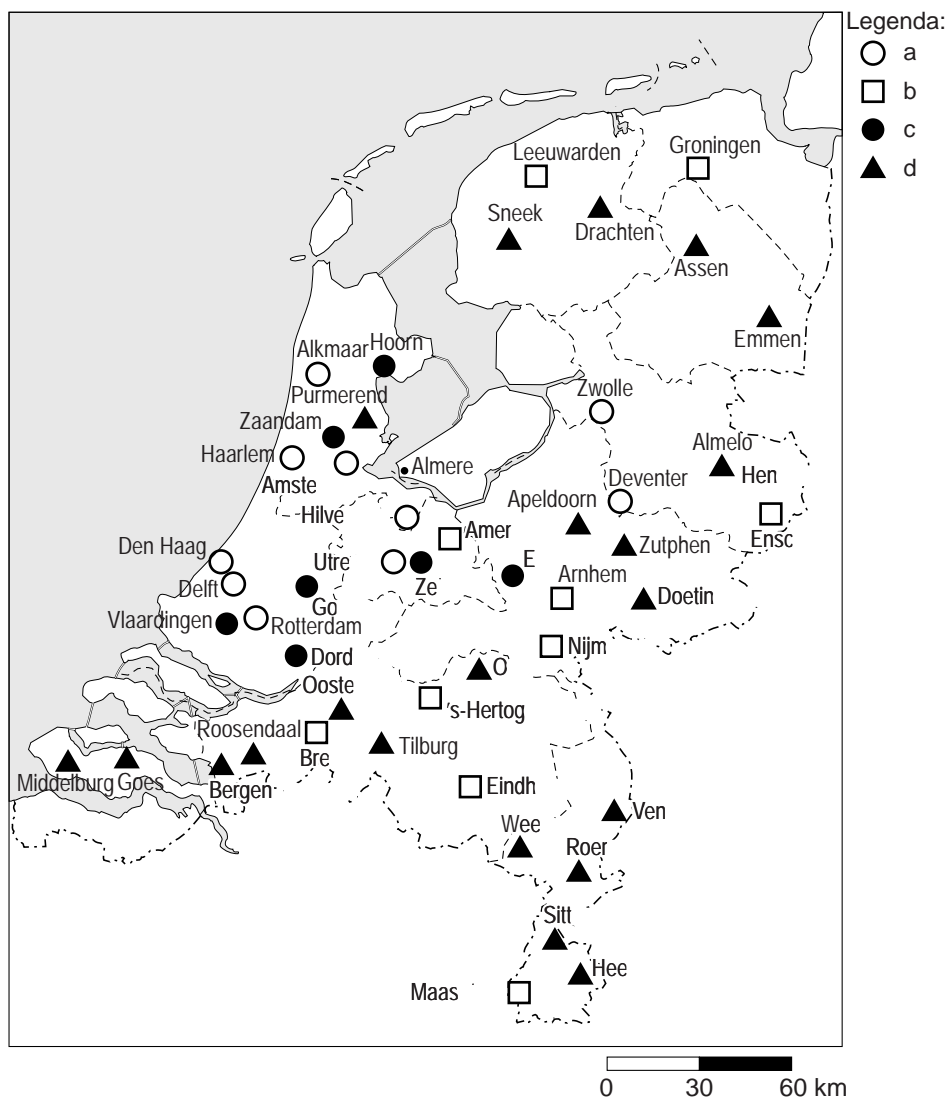 Legenda:
a
b
c
d
Leeuwarden
Groningen
Sneek
Drachten
Assen
Emmen
Alkmaar
Hoorn
Purmerend
Zwolle
Zaandam
Almelo
Haarlem
Almere
Hen
Amste
Deventer
Apeldoorn
Hilve
Amer
Ensc
Den Haag
Zutphen
Utre
E
Delft
Ze
Arnhem
Doetin
Go
Vlaardingen
Rotterdam
Nijm
Dord
O
Ooste
's-Hertog
Roosendaal
Tilburg
Bre
Middelburg
Goes
Bergen
Eindh
Ven
Wee
Roer
Sitt
Hee
Maas
0 30 60 km